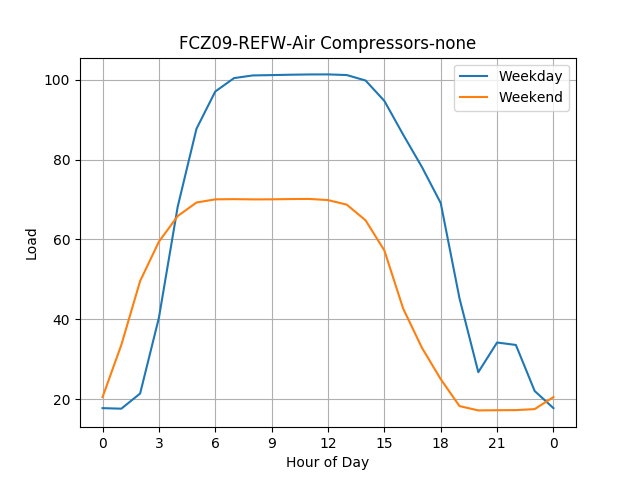 FCZ09-REFW-Air Compressors-none
Weekday
Weekend
Load
100
80
60
40
20
0 3 6 9 12 15 18 21 0
Hour of Day